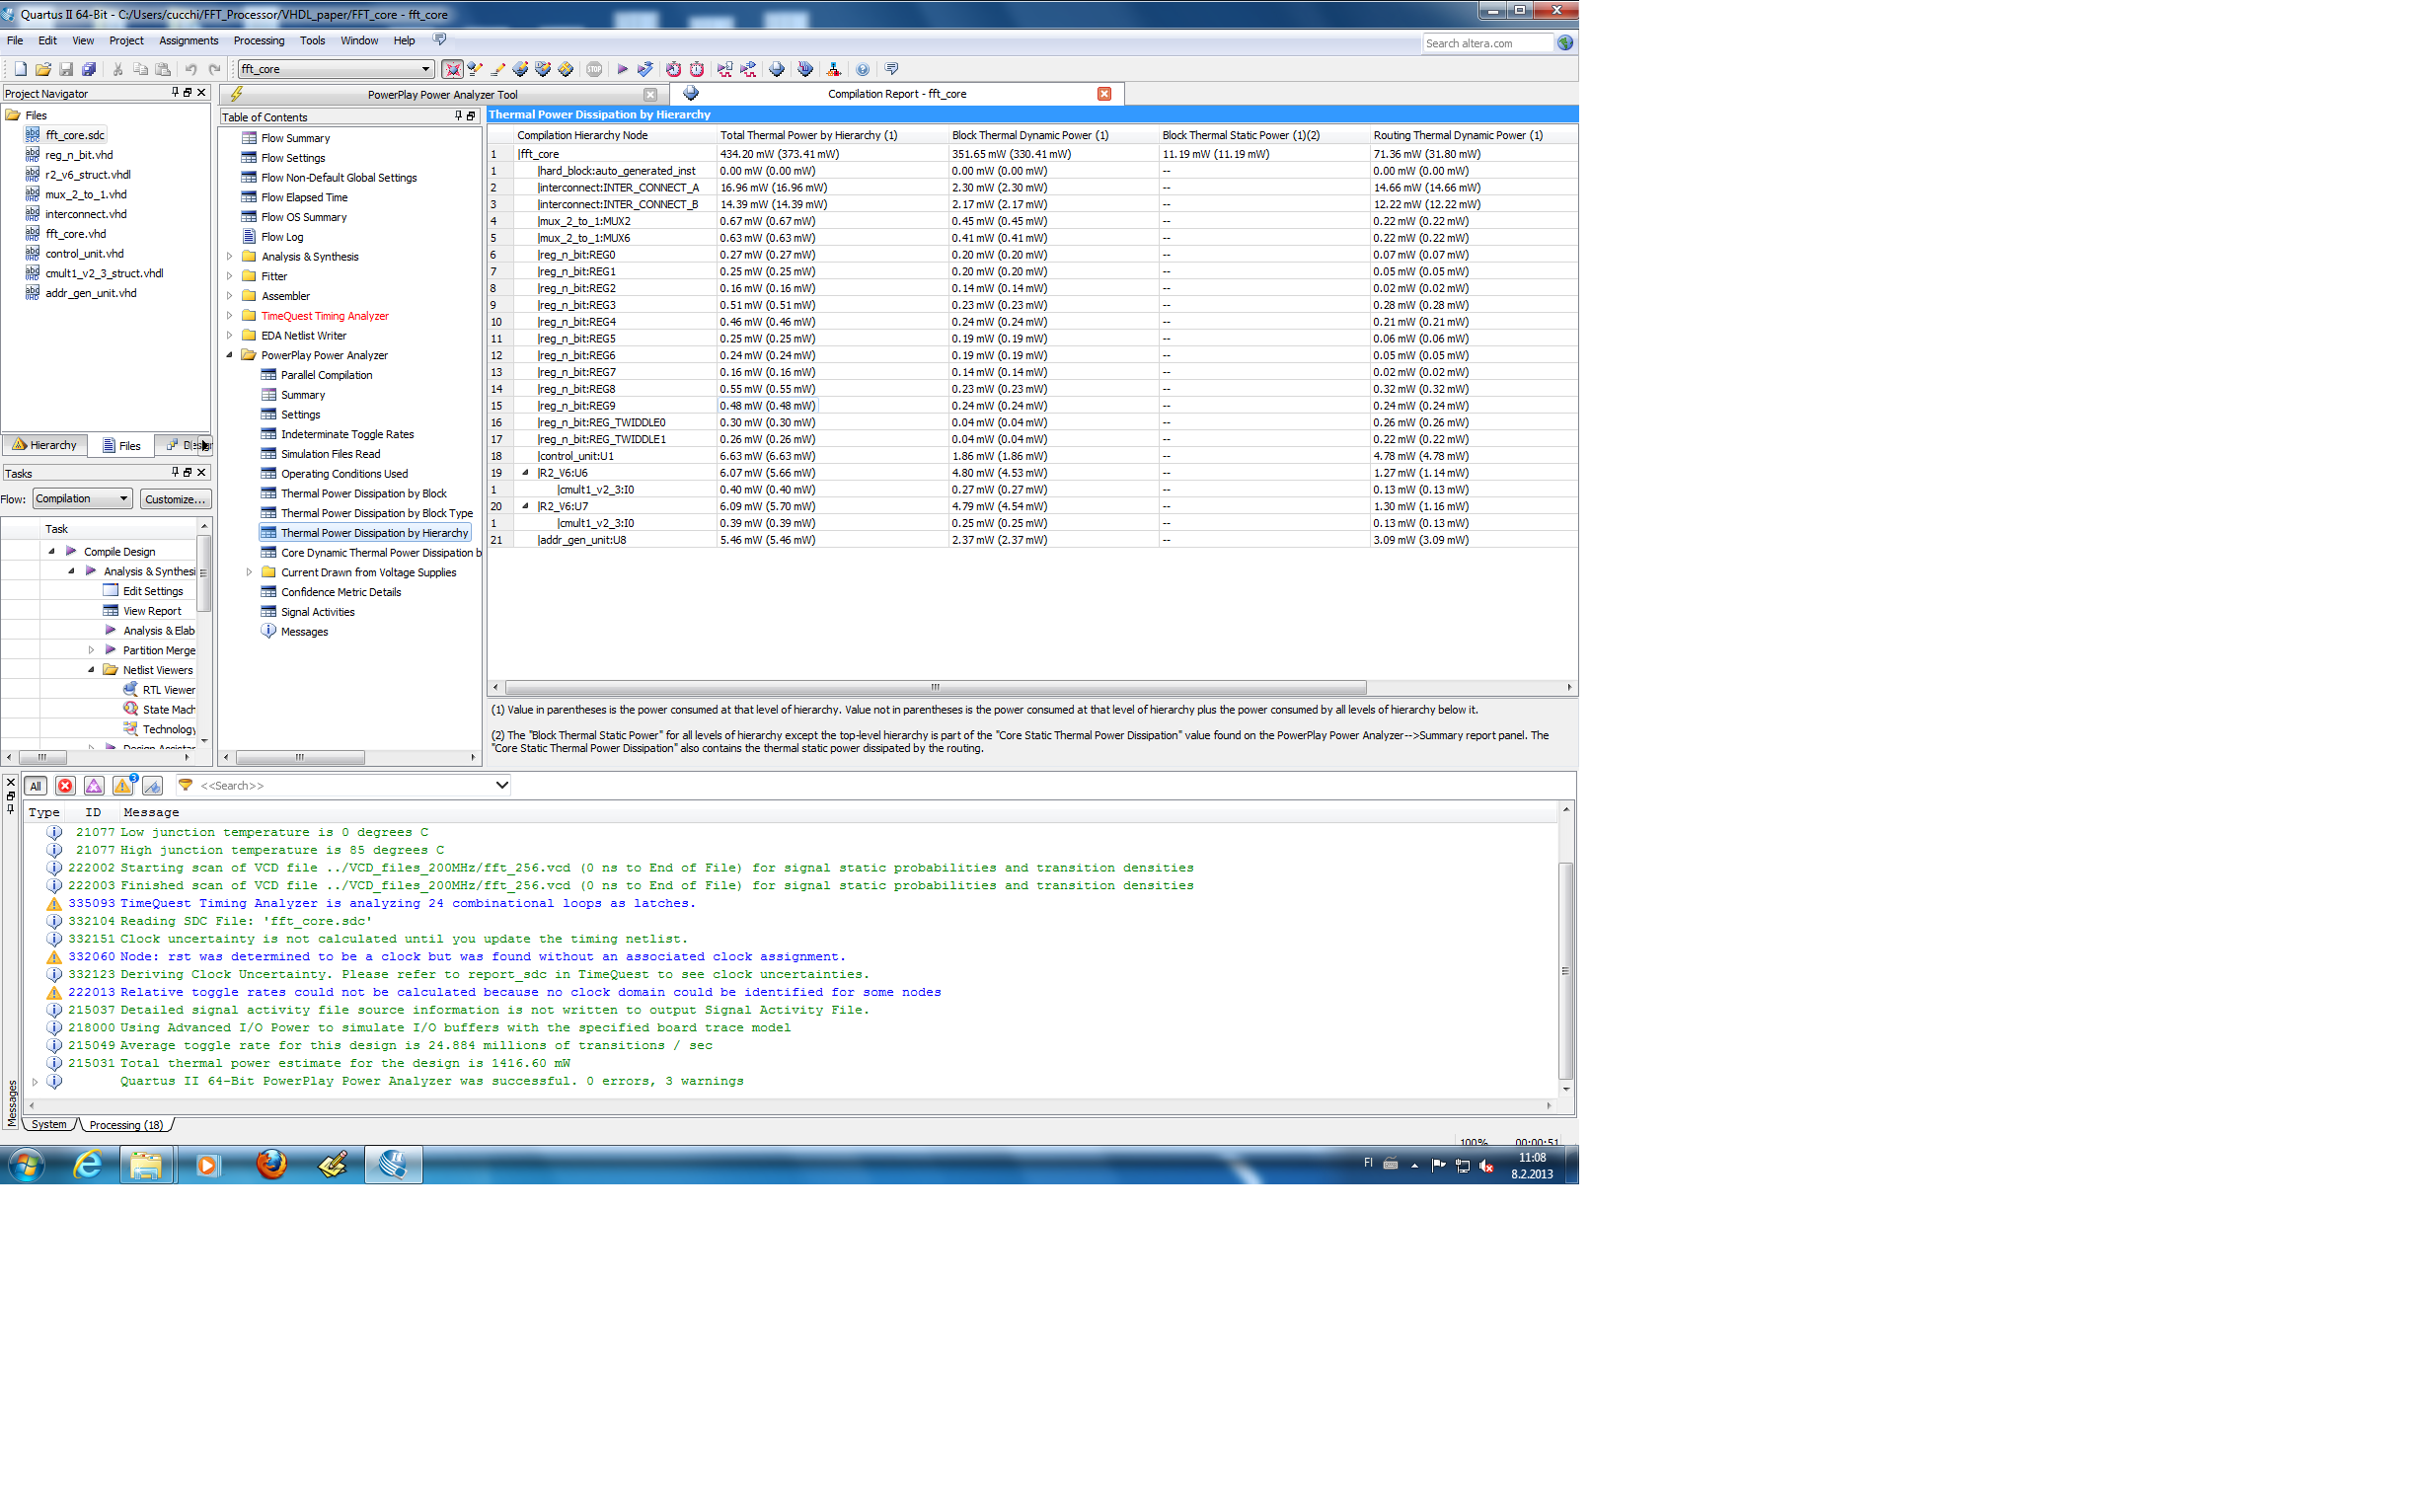 Quartus II 64-Bit - C:/Users/cucchi/FFT_Processor/VHDL_paper/FFT_core - fft_core
File Edit View Project Assignments Processing Tools Window Help
Search altera.com
fft_core
STOP
Project Navigator
Files
fft_core.sdc
reg_n_bit.vhd
r2_v6_struct.vhdl
mux_2_to_1.vhd
interconnect.vhd
fft_core.vhd
control_unit.vhd
cmult1_v2_3_struct.vhdl
addr_gen_unit.vhd
Hierarchy Files
Tasks
Flow: Compilation Customize...
Task
Compile Design
Analysis & Synthesi
Edit Settings
View Report
Analysis & Elab
Partition Merge
Netlist Viewers
RTL Viewer
State Mach
Technology
Design Assistan
PowerPlay Power Analyzer Tool
Compilation Report - fft_core
Table of Contents
Flow Summary
Flow Settings
Flow Non-Default Global Settings
Flow Elapsed Time
Flow OS Summary
Flow Log
Analysis & Synthesis
Fitter
Assembler
TimeQuest Timing Analyzer
EDA Netlist Writer
PowerPlay Power Analyzer
Parallel Compilation
Summary
Settings
Indeterminate Toggle Rates
Simulation Files Read
Operating Conditions Used
Thermal Power Dissipation by Block
Thermal Power Dissipation by Block Type
Thermal Power Dissipation by Hierarchy
Core Dynamic Thermal Power Dissipation b
Current Drawn from Voltage Supplies
Confidence Metric Details
Signal Activities
Messages
Thermal Power Dissipation by Hierarchy
Compilation Hierarchy Node Total Thermal Power by Hierarchy (1) Block Thermal Dynamic Power (1) Block Thermal Static Power (1)(2) Routing Thermal Dynamic Power (1)
1 |fft_core 434.20 mW (373.41 mW) 351.65 mW (330.41 mW) 11.19 mW (11.19 mW) 71.36 mW (31.80 mW)
1 |hard_block:auto_generated_inst 0.00 mW (0.00 mW) 0.00 mW (0.00 mW) -- 0.00 mW (0.00 mW)
2 |interconnect:INTER_CONNECT_A 16.96 mW (16.96 mW) 2.30 mW (2.30 mW) -- 14.66 mW (14.66 mW)
3 |interconnect:INTER_CONNECT_B 14.39 mW (14.39 mW) 2.17 mW (2.17 mW) -- 12.22 mW (12.22 mW)
4 |mux_2_to_1:MUX2 0.67 mW (0.67 mW) 0.45 mW (0.45 mW) -- 0.22 mW (0.22 mW)
5 |mux_2_to_1:MUX6 0.63 mW (0.63 mW) 0.41 mW (0.41 mW) -- 0.22 mW (0.22 mW)
6 |reg_n_bit:REG0 0.27 mW (0.27 mW) 0.20 mW (0.20 mW) -- 0.07 mW (0.07 mW)
7 |reg_n_bit:REG1 0.25 mW (0.25 mW) 0.20 mW (0.20 mW) -- 0.05 mW (0.05 mW)
8 |reg_n_bit:REG2 0.16 mW (0.16 mW) 0.14 mW (0.14 mW) -- 0.02 mW (0.02 mW)
9 |reg_n_bit:REG3 0.51 mW (0.51 mW) 0.23 mW (0.23 mW) -- 0.28 mW (0.28 mW)
10 |reg_n_bit:REG4 0.46 mW (0.46 mW) 0.24 mW (0.24 mW) -- 0.21 mW (0.21 mW)
11 |reg_n_bit:REG5 0.25 mW (0.25 mW) 0.19 mW (0.19 mW) -- 0.06 mW (0.06 mW)
12 |reg_n_bit:REG6 0.24 mW (0.24 mW) 0.19 mW (0.19 mW) -- 0.05 mW (0.05 mW)
13 |reg_n_bit:REG7 0.16 mW (0.16 mW) 0.14 mW (0.14 mW) -- 0.02 mW (0.02 mW)
14 |reg_n_bit:REG8 0.55 mW (0.55 mW) 0.23 mW (0.23 mW) -- 0.32 mW (0.32 mW)
15 |reg_n_bit:REG9 0.48 mW (0.48 mW) 0.24 mW (0.24 mW) -- 0.24 mW (0.24 mW)
16 |reg_n_bit:REG_TWIDDLE0 0.30 mW (0.30 mW) 0.04 mW (0.04 mW) -- 0.26 mW (0.26 mW)
17 |reg_n_bit:REG_TWIDDLE1 0.26 mW (0.26 mW) 0.04 mW (0.04 mW) -- 0.22 mW (0.22 mW)
18 |control_unit:U1 6.63 mW (6.63 mW) 1.86 mW (1.86 mW) -- 4.78 mW (4.78 mW)
19 |R2_V6:U6 6.07 mW (5.66 mW) 4.80 mW (4.53 mW) -- 1.27 mW (1.14 mW)
1 |cmult1_v2_3:I0 0.40 mW (0.40 mW) 0.27 mW (0.27 mW) -- 0.13 mW (0.13 mW)
20 |R2_V6:U7 6.09 mW (5.70 mW) 4.79 mW (4.54 mW) -- 1.30 mW (1.16 mW)
1 |cmult1_v2_3:I0 0.39 mW (0.39 mW) 0.25 mW (0.25 mW) -- 0.13 mW (0.13 mW)
21 |addr_gen_unit:U8 5.46 mW (5.46 mW) 2.37 mW (2.37 mW) -- 3.09 mW (3.09 mW)
(1) Value in parentheses is the power consumed at that level of hierarchy. Value not in parentheses is the power consumed at that level of hierarchy plus the power consumed by all levels of hierarchy below it.
(2) The "Block Thermal Static Power" for all levels of hierarchy except the top-level hierarchy is part of the "Core Static Thermal Power Dissipation" value found on the PowerPlay Power Analyzer-->Summary report panel. The
"Core Static Thermal Power Dissipation" also contains the thermal static power dissipated by the routing.
All 3 <<Search>>
Type ID Message
21077 Low junction temperature is 0 degrees C
21077 High junction temperature is 85 degrees C
222002 Starting scan of VCD file ../VCD_files_200MHz/fft_256.vcd (0 ns to End of File) for signal static probabilities and transition densities
222003 Finished scan of VCD file ../VCD_files_200MHz/fft_256.vcd (0 ns to End of File) for signal static probabilities and transition densities
335093 TimeQuest Timing Analyzer is analyzing 24 combinational loops as latches.
332104 Reading SDC File: 'fft_core.sdc'
332151 Clock uncertainty is not calculated until you update the timing netlist.
332060 Node: rst was determined to be a clock but was found without an associated clock assignment.
332123 Deriving Clock Uncertainty. Please refer to report_sdc in TimeQuest to see clock uncertainties.
222013 Relative toggle rates could not be calculated because no clock domain could be identified for some nodes
215037 Detailed signal activity file source information is not written to output Signal Activity File.
218000 Using Advanced I/O Power to simulate I/O buffers with the specified board trace model
215049 Average toggle rate for this design is 24.884 millions of transitions / sec
215031 Total thermal power estimate for the design is 1416.60 mW
Quartus II 64-Bit PowerPlay Power Analyzer was successful. 0 errors, 3 warnings
Messages
System Processing (18)
100% 00:00:51
FI
11:08
8.2.2013